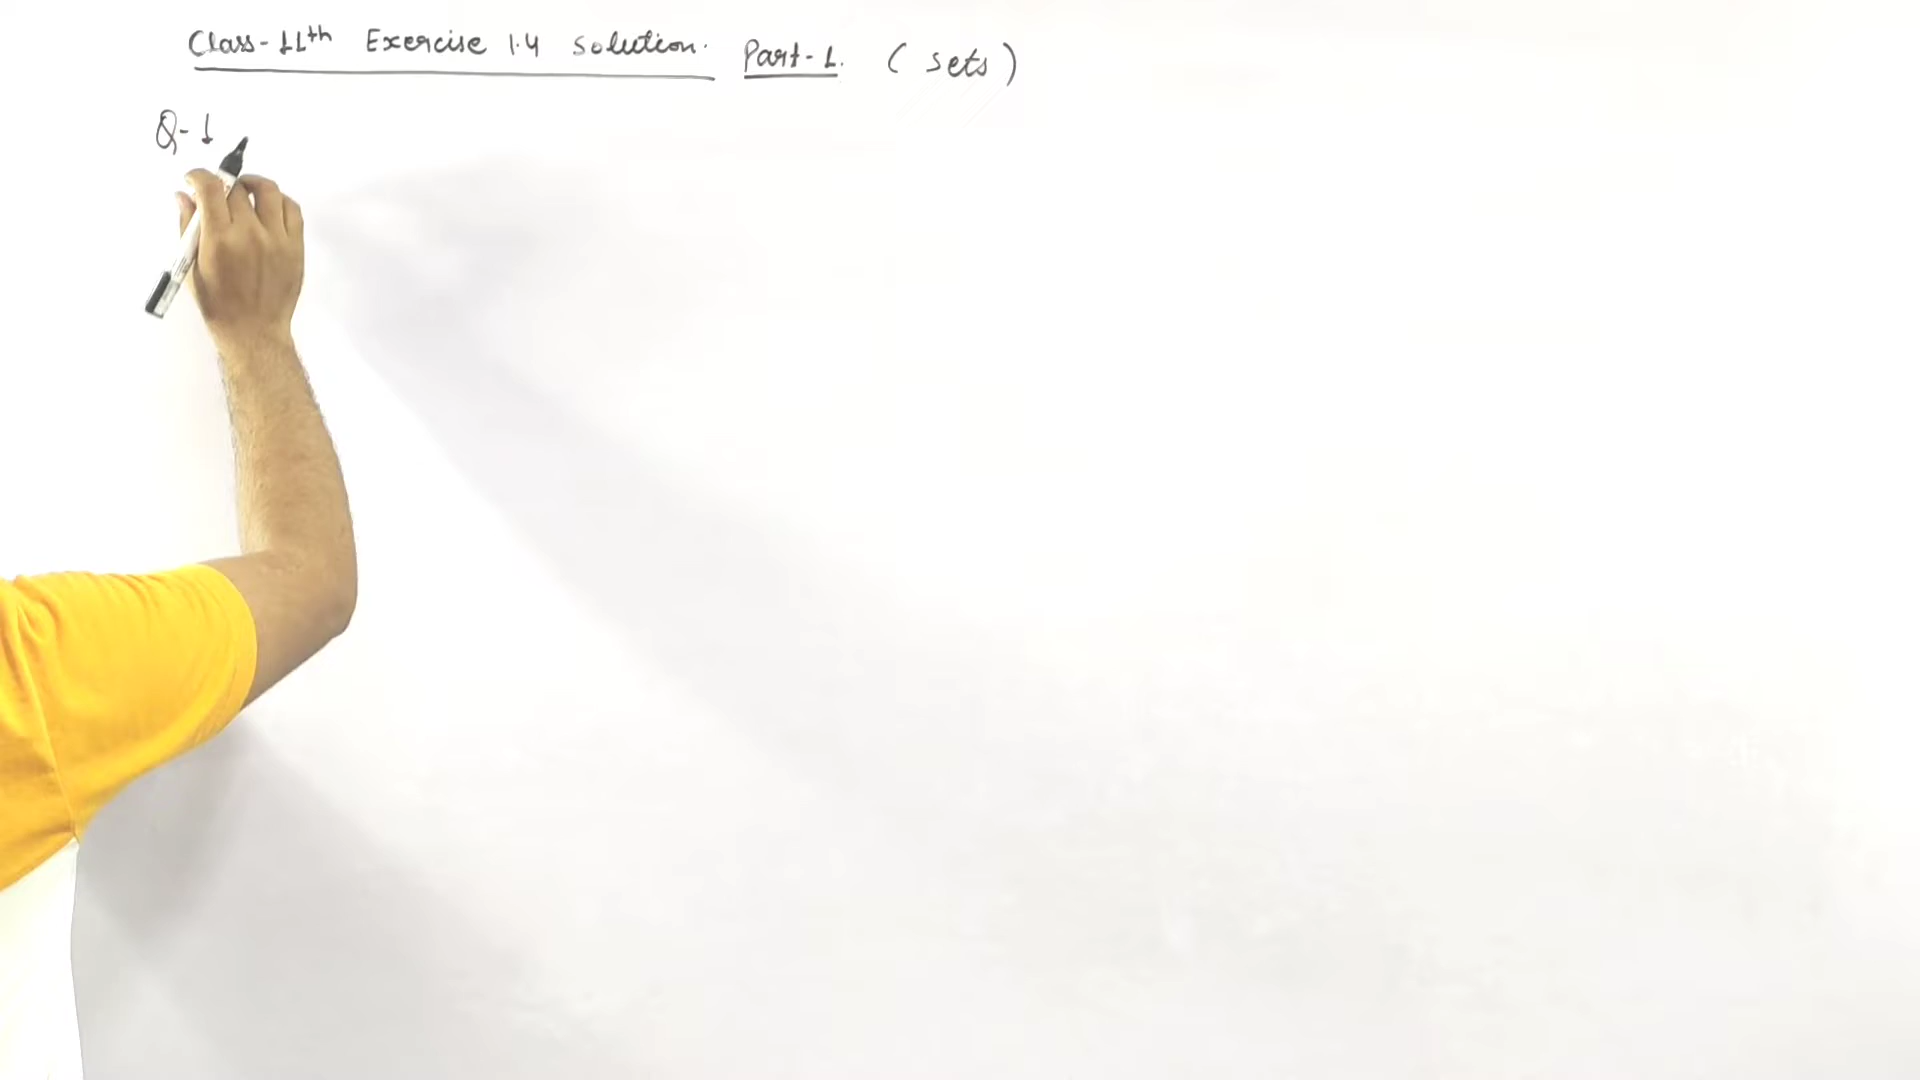 Class-11th Exercise 1.4 Solution. Part-1. (Sets)
Q-1